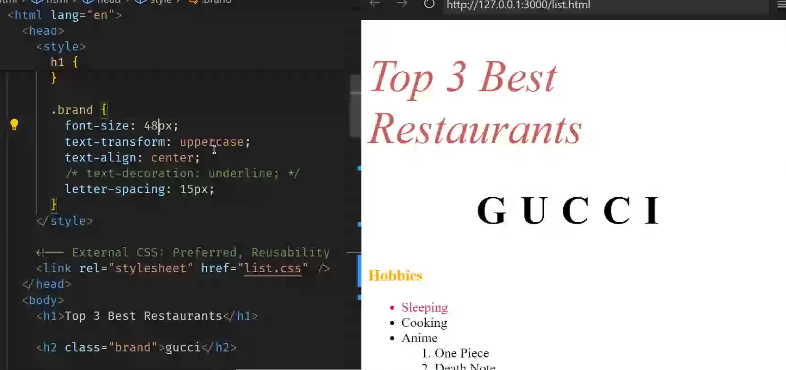 <html lang="en">
<head>
<style>
h1 {
}
.brand {
font-size: 48px;
text-transform: uppercase;
text-align: center;
/* text-decoration: underline; */
letter-spacing: 15px;
}
</style>
<!-- External CSS: Preferred, Reusability
<link rel="stylesheet" href="list.css" />
</head>
<body>
<h1>Top 3 Best Restaurants</h1>
<h2 class="brand">gucci</h2>
http://127.0.0.1:3000/list.html
Top 3 Best
Restaurants
GUCCI
Hobbies
• Sleeping
• Cooking
• Anime
1. One Piece
2. Death Note